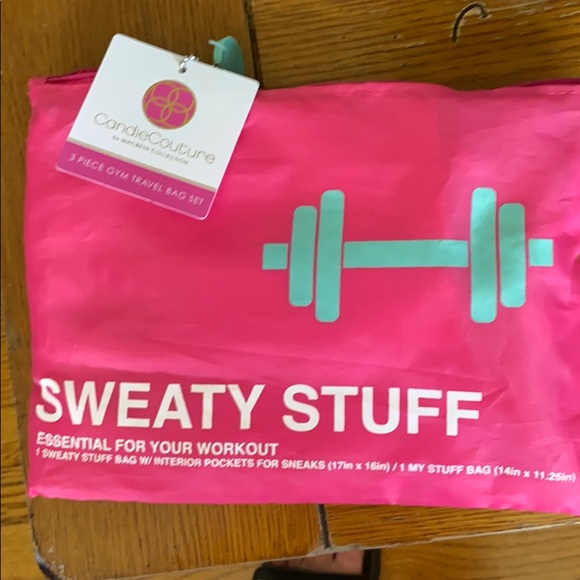 CandieCouture
BY MACBETH COLLECTION
3 PIECE GYM TRAVEL BAG SET
SWEATY STUFF
ESSENTIAL FOR YOUR WORKOUT
1 SWEATY STUFF BAG W/ INTERIOR POCKETS FOR SNEAKS (17in x 16in) / 1 MY STUFF BAG (14in x 11.25in)